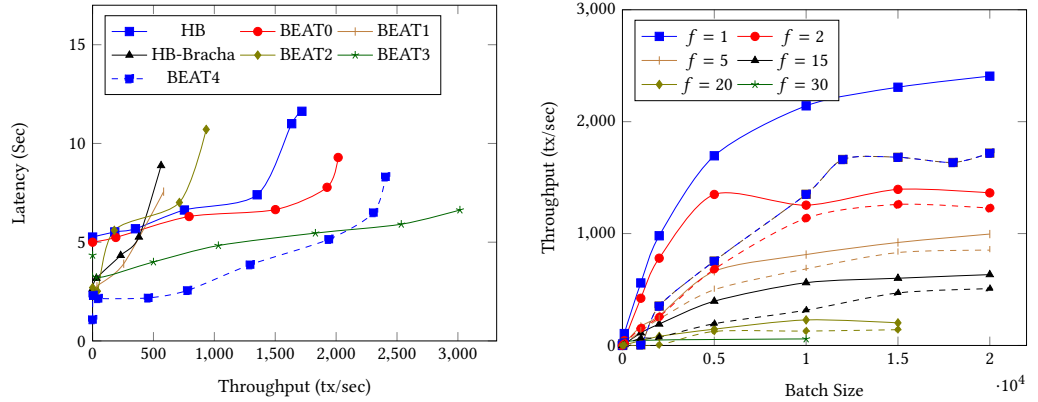 HB BEAT0 BEAT1
HB-Bracha BEAT2 BEAT3
BEAT4
15
10
5
0
0 500 1,000 1,500 2,000 2,500 3,000
Throughput (tx/sec)
Latency (Sec)
f = 1 f = 2
f = 5 f = 15
f = 20 f = 30
3,000
2,000
1,000
0
0 0.5 1 1.5 2
·10⁴
Batch Size
Throughput (tx/sec)